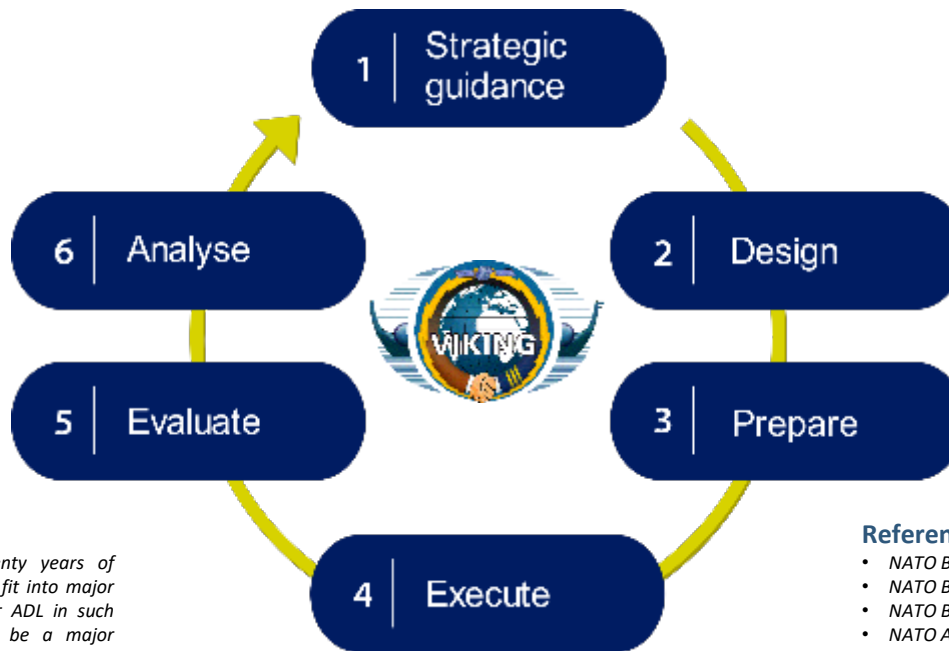 1
Strategic
guidance
6
Analyse
2
Design
VIKING
5
Evaluate
3
Prepare
4
Execute
years of
fit into major
ADL in such
be a major
• NATO
• NATO
• NATO
• NATO